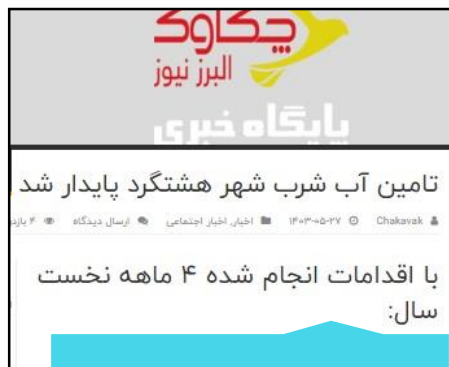 چکاوک
البرز نیوز
پایگاه خبری
تامین آب شرب شهر هشتگرد پایدار شد
Chakavak ۱۴۰۳-۰۵-۲۷ اخبار, اخبار اجتماعی ارسال دیدگاه ۴
با اقدامات انجام شده ۴ ماهه نخست
سال: